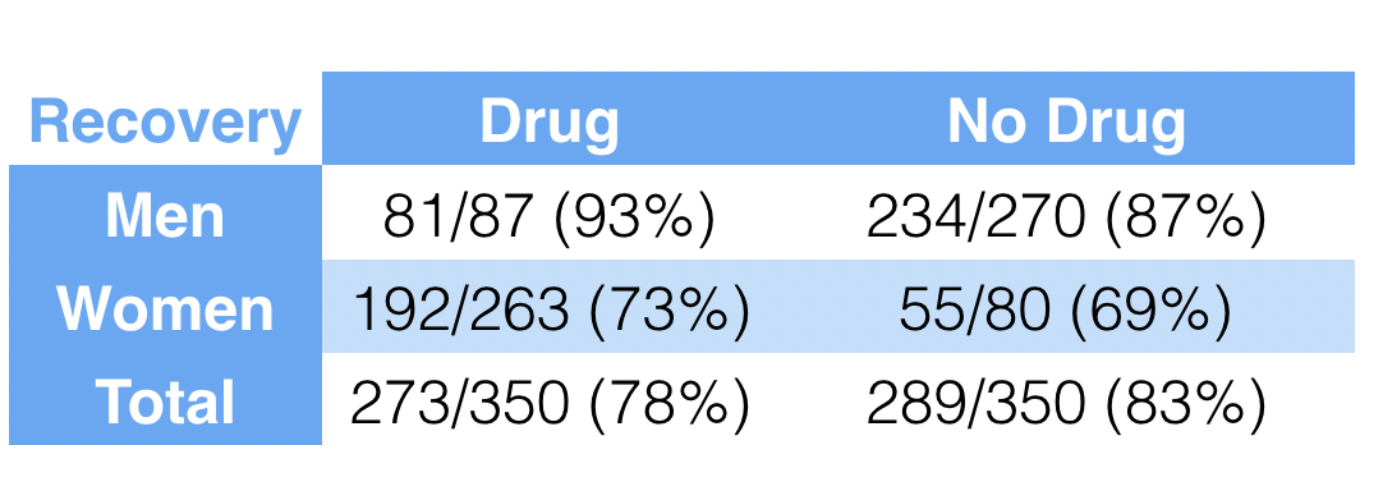 Recovery Drug No Drug
Men 81/87 (93%) 234/270 (87%)
Women 192/263 (73%) 55/80 (69%)
Total 273/350 (78%) 289/350 (83%)